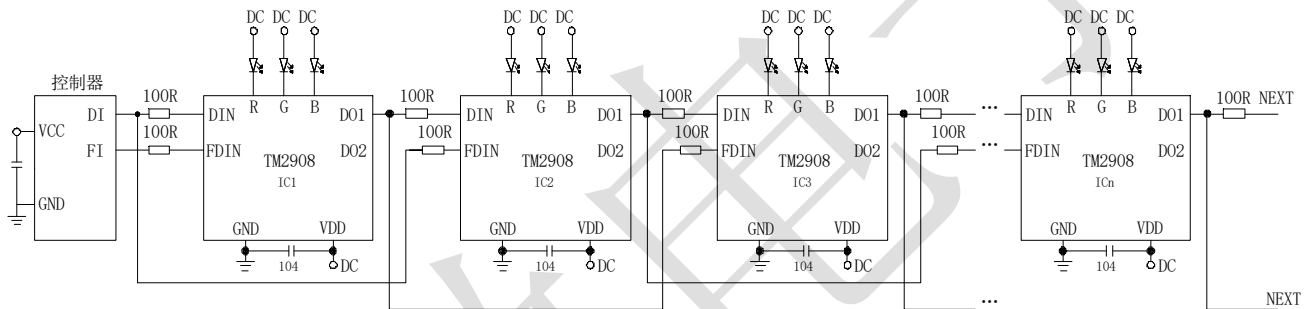 DC DC DC
DC DC DC
DC DC DC
DC DC DC
控制器
100R
100R
100R
100R
100R NEXT
R G B
R G B
R G B
R G B
DI
DIN
DO1
DIN
DO1
DIN
DO1
...
DIN
DO1
VCC
100R
100R
100R
100R
FI
FDIN
DO2
FDIN
DO2
FDIN
DO2
...
FDIN
DO2
TM2908
TM2908
TM2908
TM2908
IC1
IC2
IC3
ICn
GND
GND VDD
GND VDD
GND VDD
GND VDD
104
DC
104
DC
104
DC
104
DC
...
NEXT